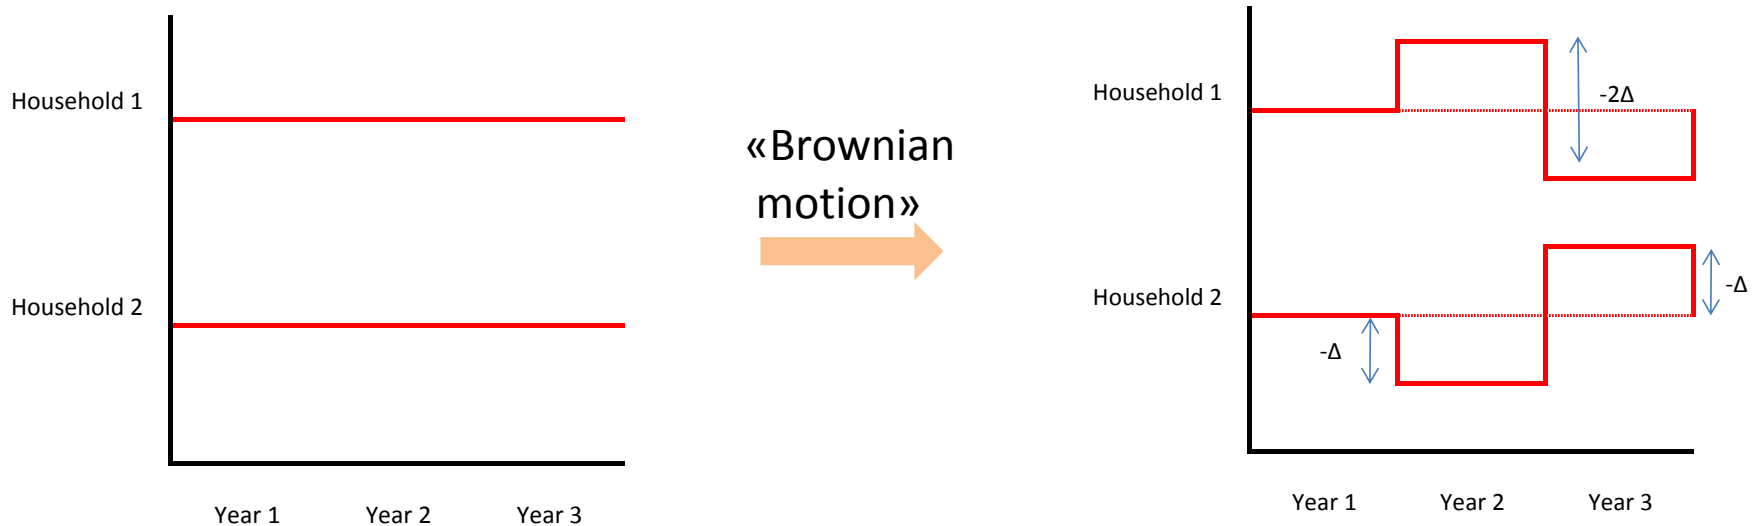 Household 1
Household 2
Year 1 Year 2 Year 3
«Brownian
motion»
Household 1
-2Δ
Household 2
-Δ
-Δ
Year 1 Year 2 Year 3